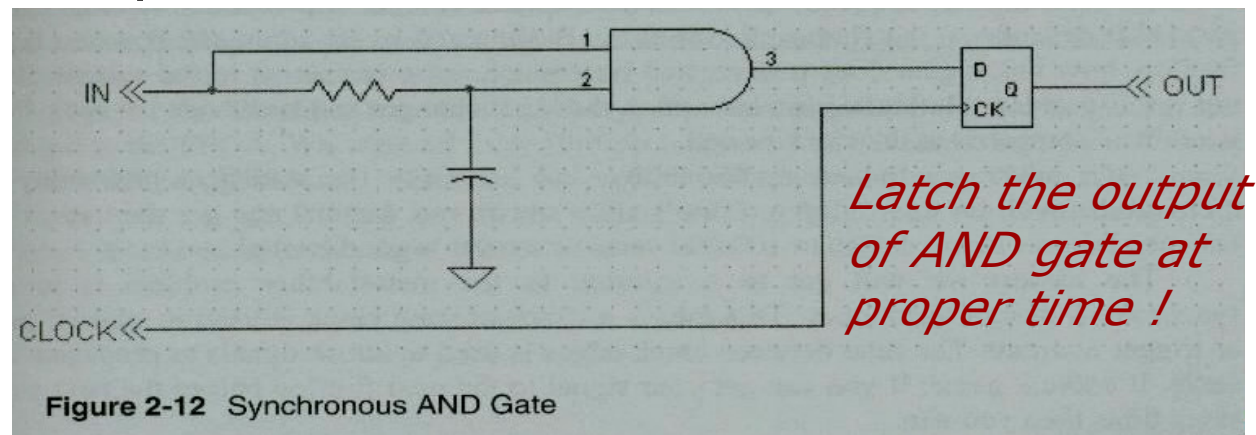 1
2
3
IN <<
D
Q
CK
<< OUT
Latch the output
of AND gate at
proper time !
CLOCK <<
Figure 2-12 Synchronous AND Gate